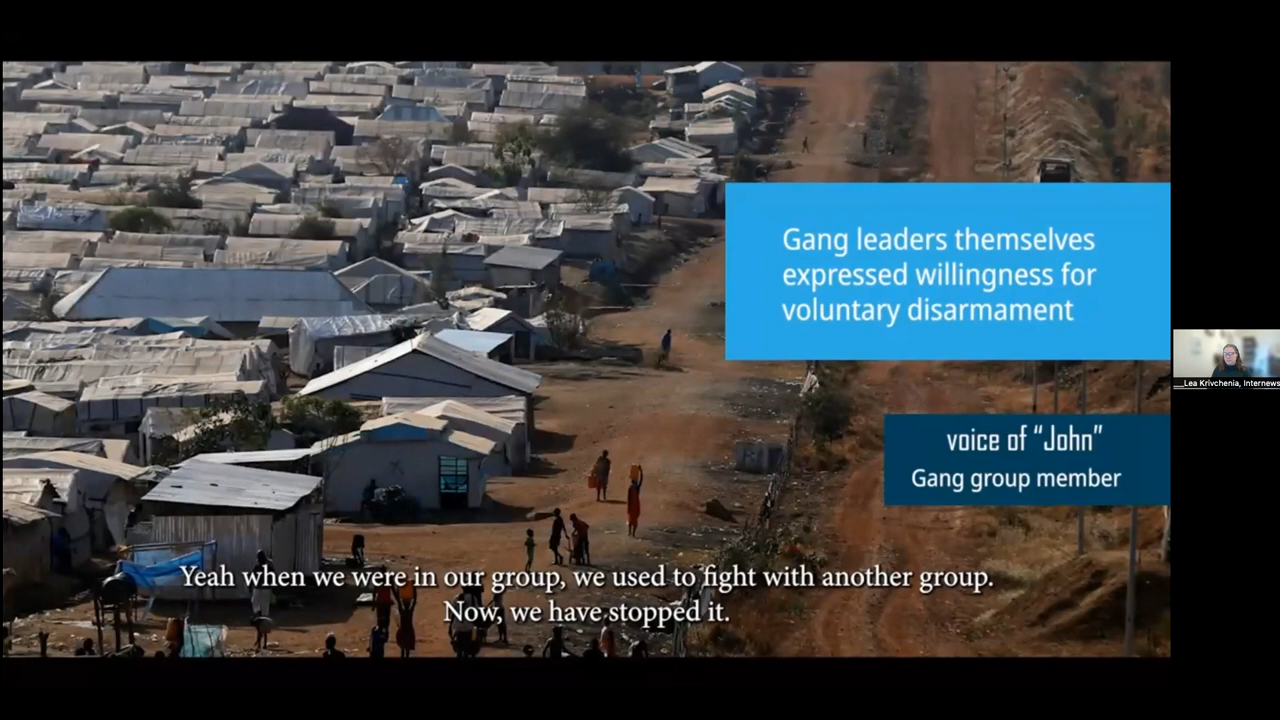 Gang leaders themselves
expressed willingness for
voluntary disarmament
voice of “John”
Gang group member
Yeah when we were in our group, we used to fight with another group.
Now, we have stopped it.
__Lea Krivchenia, Internews